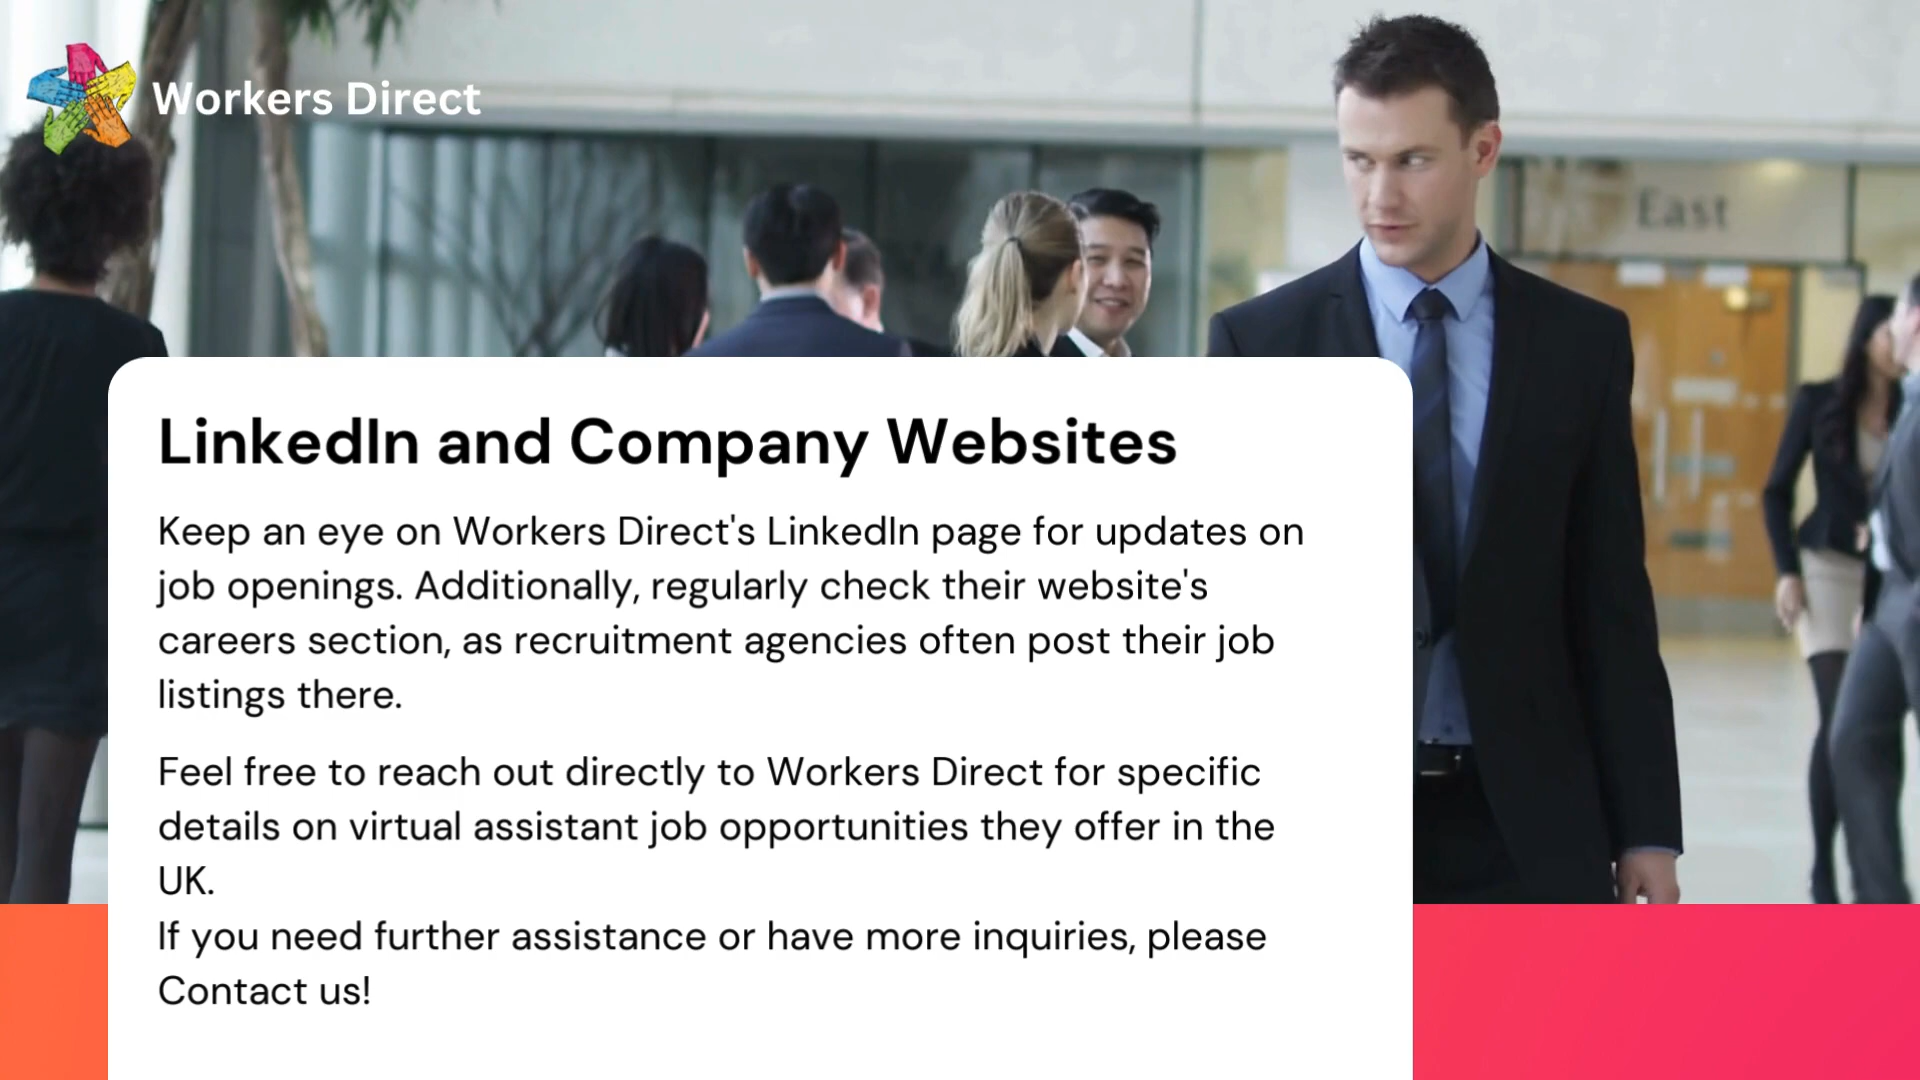 Workers Direct
East
LinkedIn and Company Websites
Keep an eye on Workers Direct's LinkedIn page for updates on
job openings. Additionally, regularly check their website's
careers section, as recruitment agencies often post their job
listings there.
Feel free to reach out directly to Workers Direct for specific
details on virtual assistant job opportunities they offer in the
UK.
If you need further assistance or have more inquiries, please
Contact us!